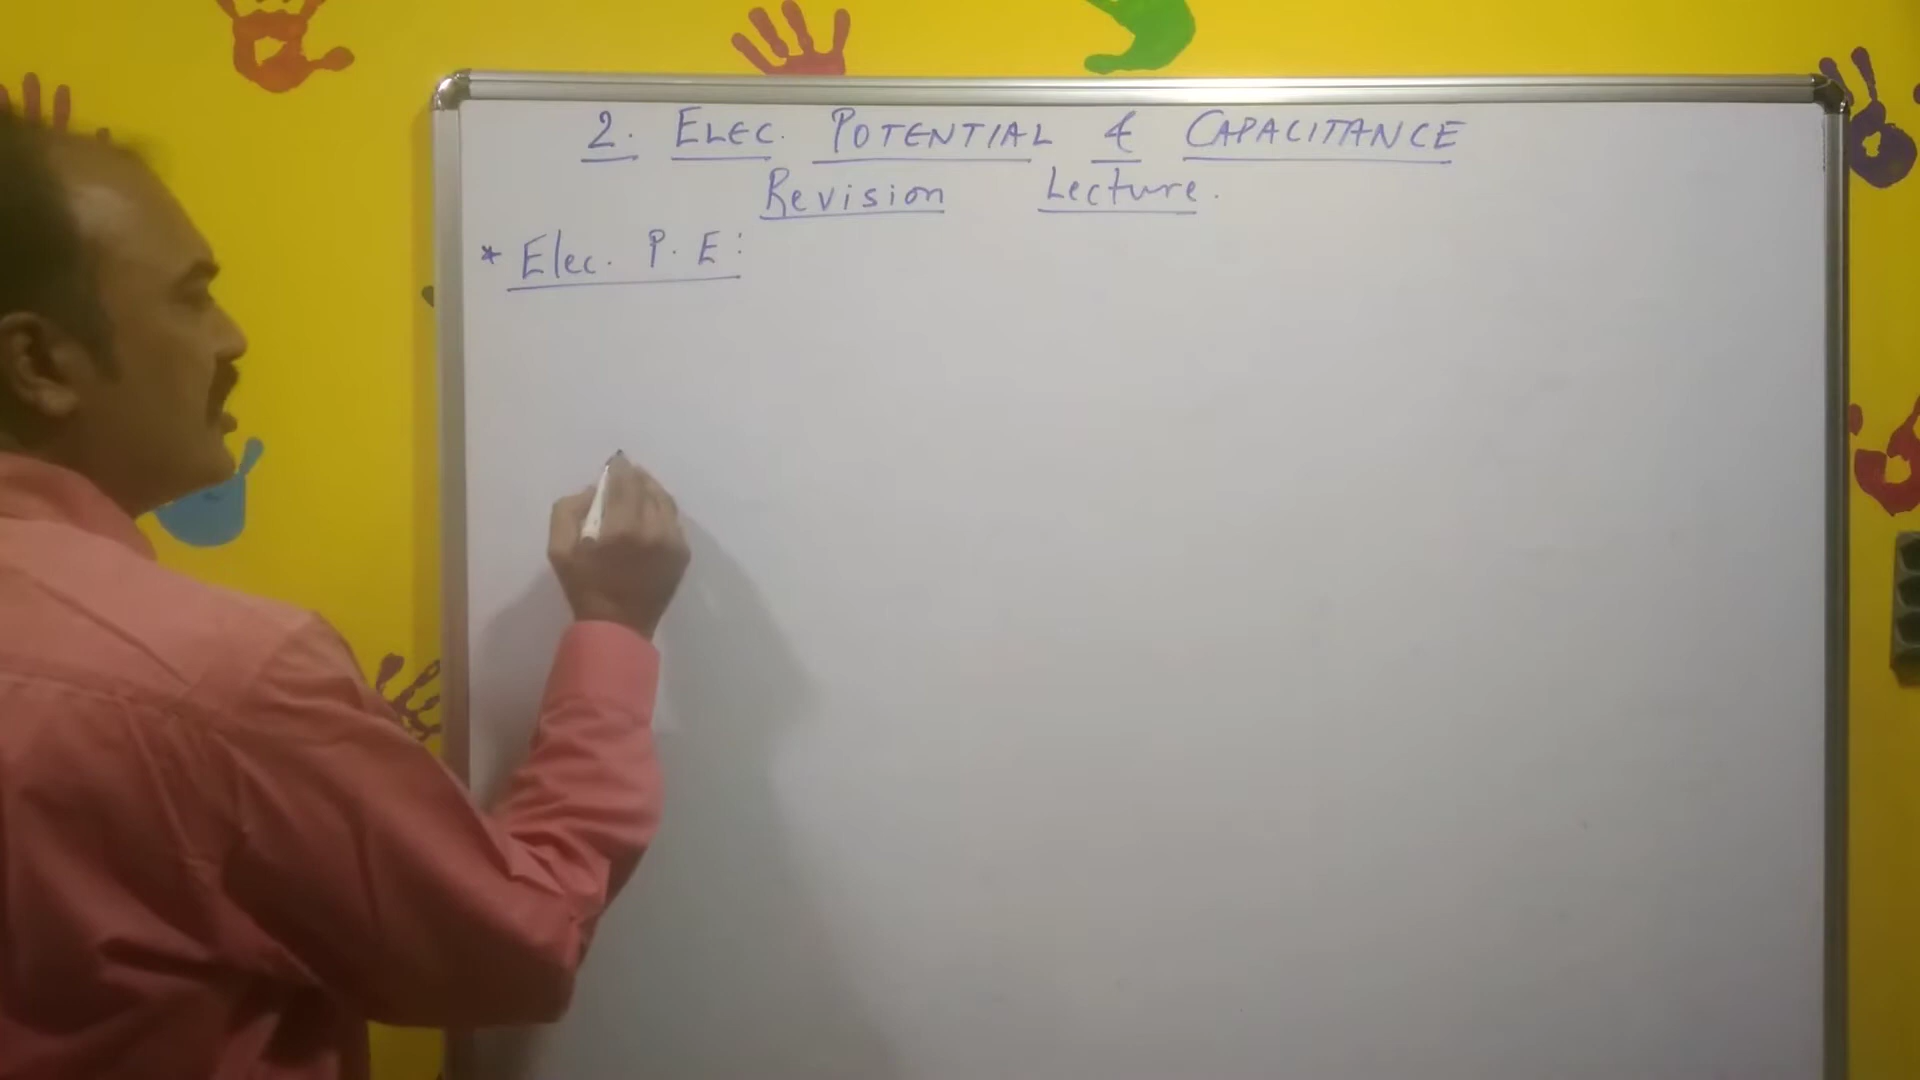 2. ELEC. POTENTIAL & CAPACITANCE
Revision Lecture.
* Elec. P. E: